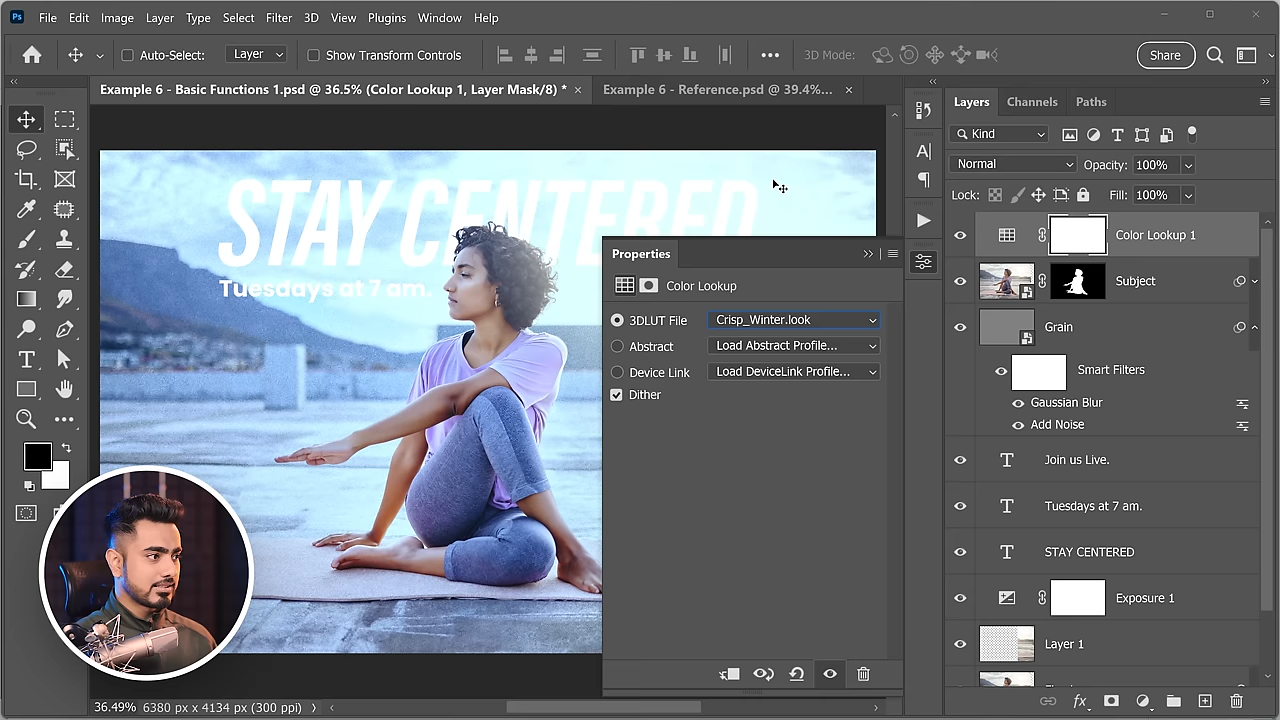 Ps File Edit Image Layer Type Select Filter 3D View Plugins Window Help
Auto-Select: Layer Show Transform Controls 3D Mode: Share
Example 6 - Basic Functions 1.psd @ 36.5% (Color Lookup 1, Layer Mask/8) * × Example 6 - Reference.psd @ 39.4%... ×
STAY CENTERED
Tuesdays at 7 am.
Properties
Color Lookup
3DLUT File Crisp_Winter.look
Abstract Load Abstract Profile...
Device Link Load DeviceLink Profile...
Dither
Layers Channels Paths
Kind
Normal Opacity: 100%
Lock: Fill: 100%
Color Lookup 1
Subject
Grain
Smart Filters
Gaussian Blur
Add Noise
Join us Live.
Tuesdays at 7 am.
STAY CENTERED
Exposure 1
Layer 1
fx
36.49% 6380 px x 4134 px (300 ppi)